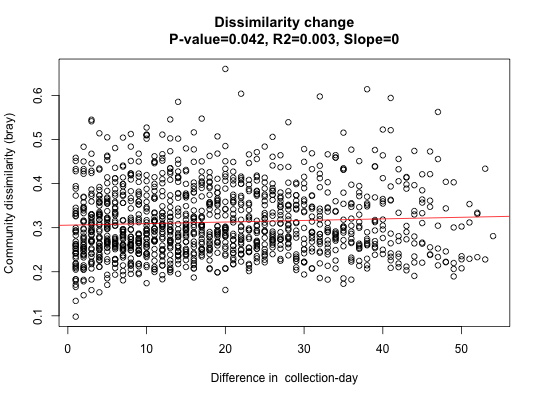 Dissimilarity change
P-value=0.042, R2=0.003, Slope=0
Community dissimilarity (bray)
0.6
0.5
0.4
0.3
0.2
0.1
0 10 20 30 40 50
Difference in  collection-day